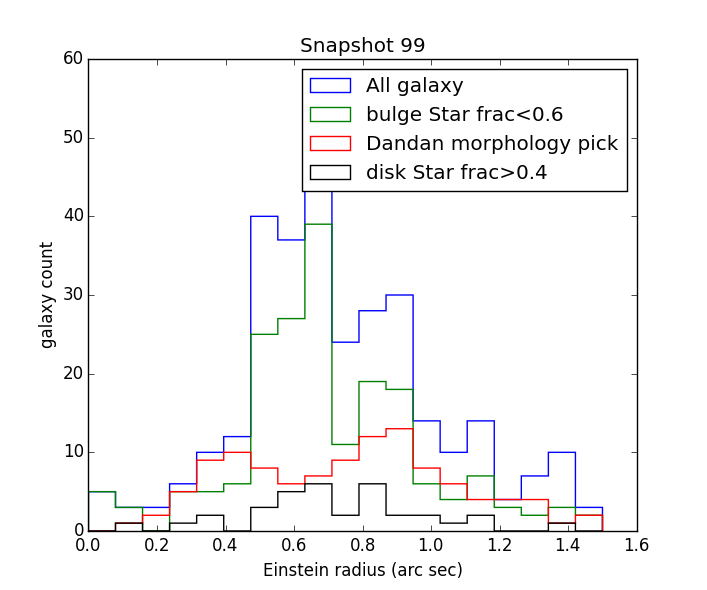 Snapshot 99
All galaxy
bulge Star frac<0.6
Dandan morphology pick
disk Star frac>0.4
galaxy count
60
50
40
30
20
10
0
0.0 0.2 0.4 0.6 0.8 1.0 1.2 1.4 1.6
Einstein radius (arc sec)